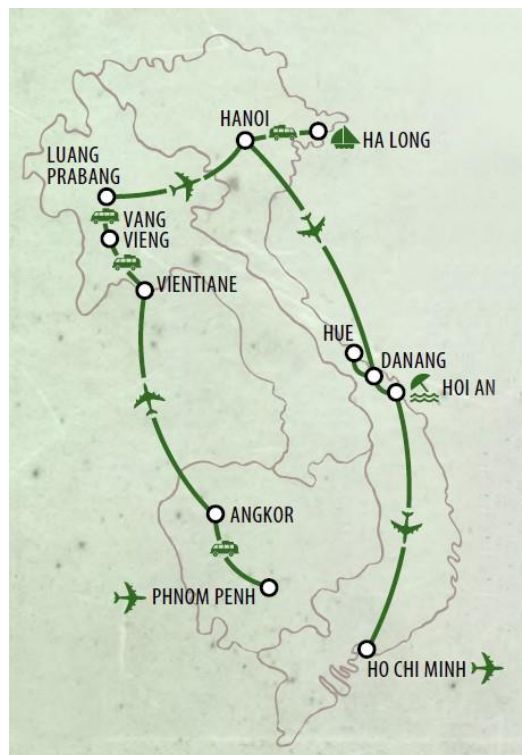 HANOI
HA LONG
LUANG
PRABANG
VANG
VIENG
VIENTIANE
HUE
DANANG
HOI AN
ANGKOR
PHNOM PENH
HO CHI MINH